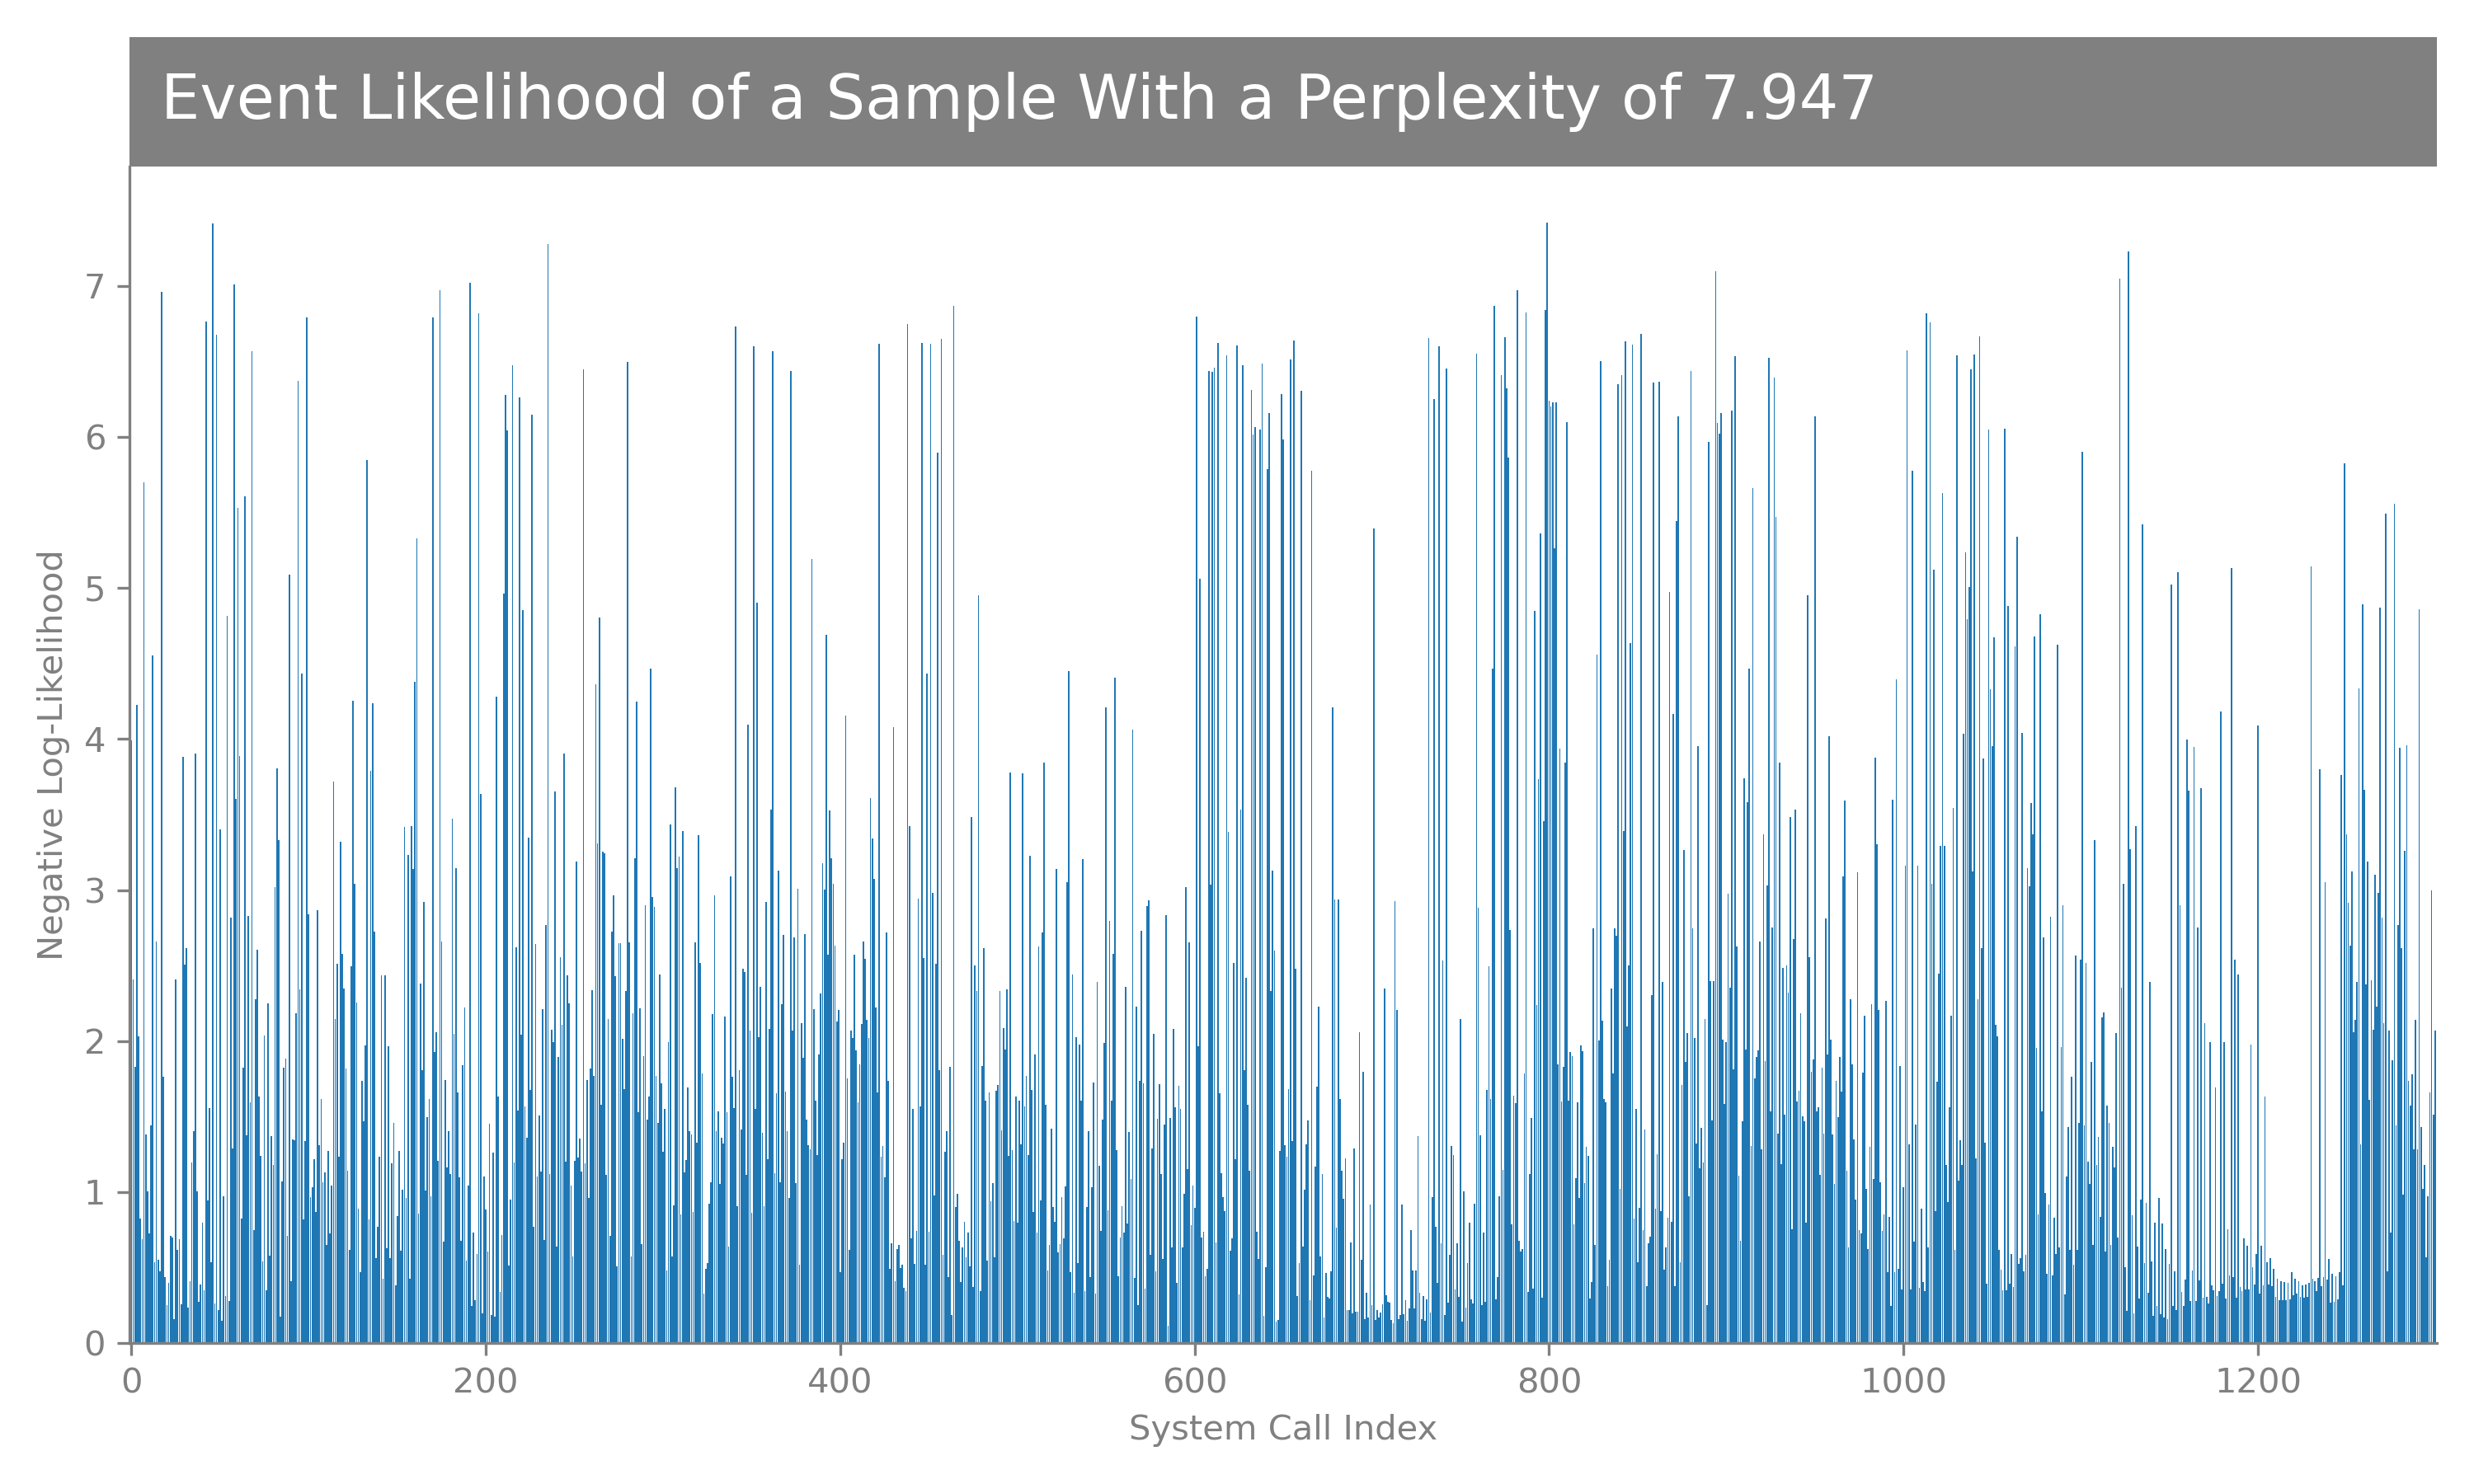 Event Likelihood of a Sample With a Perplexity of 7.947
7
6
5
4
3
2
1
0
Negative Log-Likelihood
0 200 400 600 800 1000 1200
System Call Index